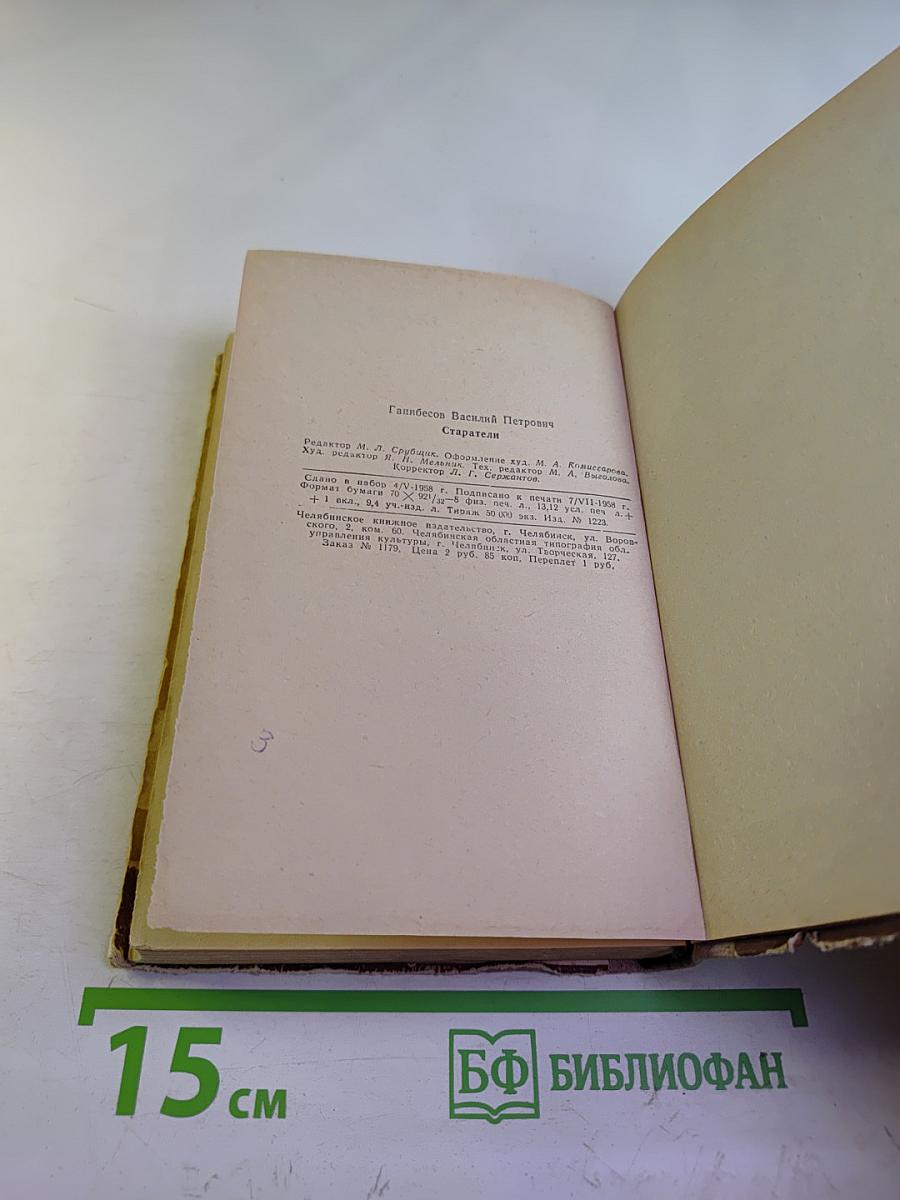 Ганибесов Василий Петрович
Старатели
Редактор М. Л. Срубщик. Оформление худ. М. А. Комиссарова.
Худ. редактор Я. Н. Мельник. Тех. редактор М. А. Выголова.
Корректор Л. Г. Сержантов.
Сдано в набор 4/V-1958 г. Подписано к печати 7/VII-1958 г.
Формат бумаги 70 × 92 1/32—8 физ. печ. л., 13,12 усл. печ л.+
+ 1 вкл., 9,4 уч.-изд. л. Тираж 50 000 экз. Изд. № 1223.
Челябинское книжное издательство, г. Челябинск, ул. Воров-
ского, 2, ком. 60. Челябинская областная типография обл.
управления культуры, г. Челябинск, ул. Творческая, 127.
Заказ № 1179. Цена 2 руб. 85 коп. Переплет 1 руб.
3
15 см
БФ БИБЛИОФАН